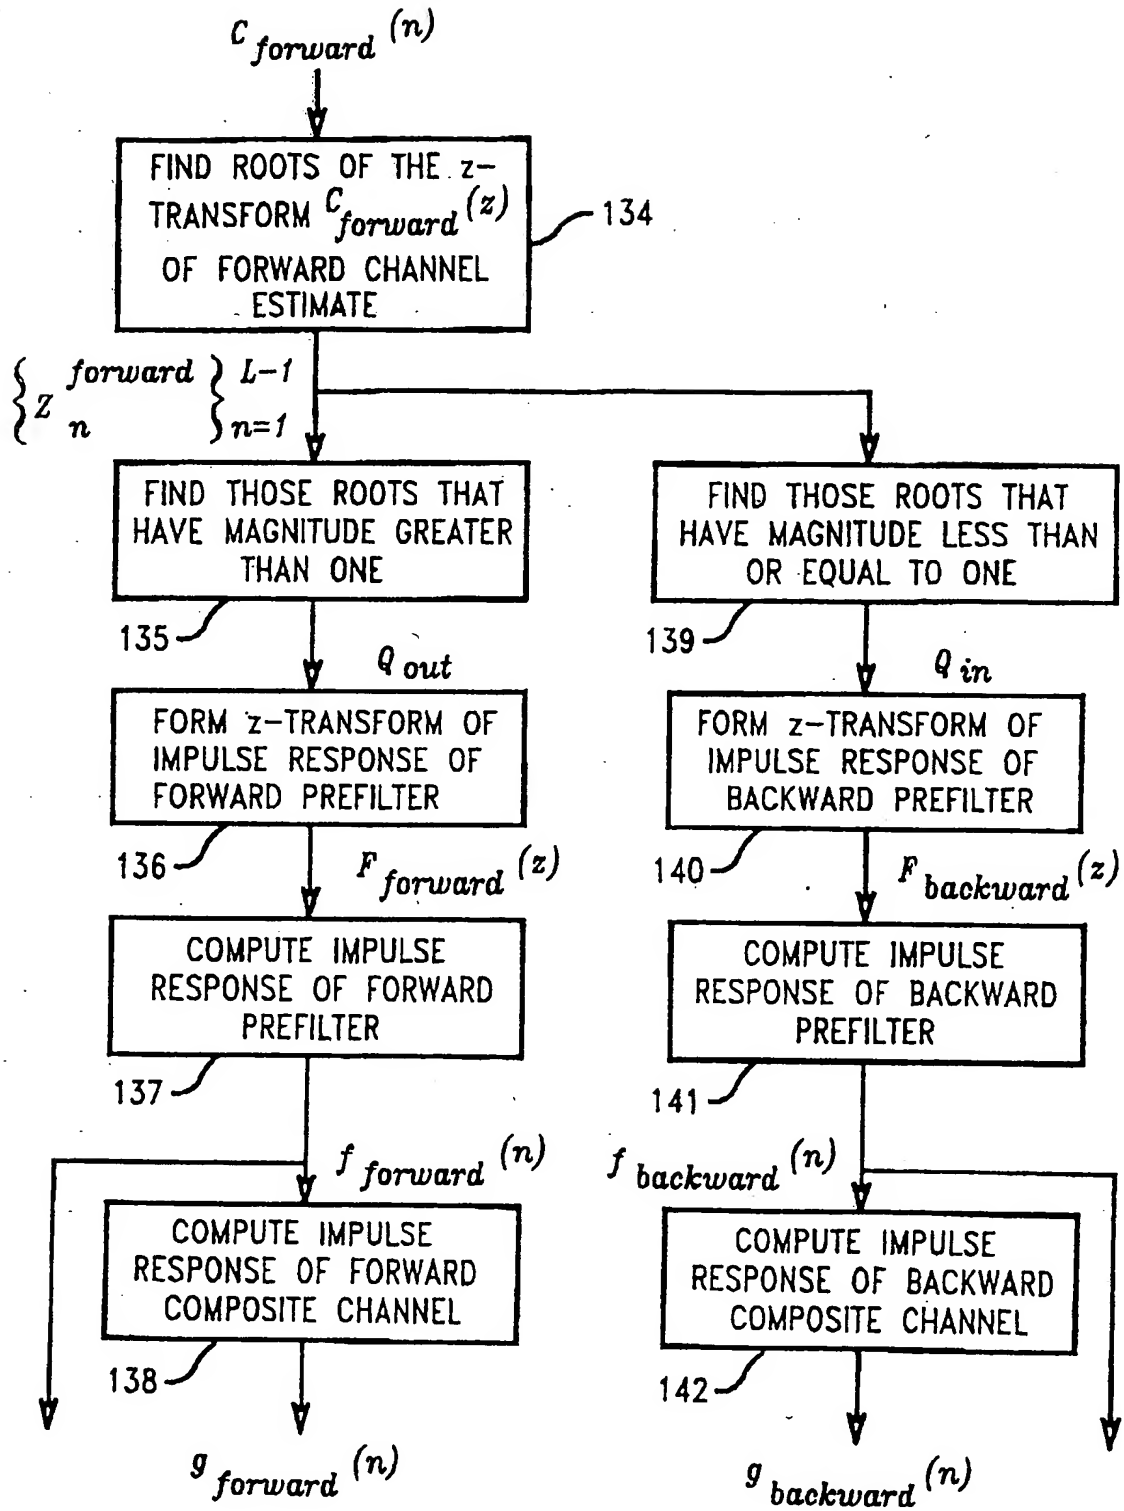 C forward (n)
FIND ROOTS OF THE z-
TRANSFORM C forward (z)
OF FORWARD CHANNEL
ESTIMATE
134
{ Z n forward } L-1 n=1
FIND THOSE ROOTS THAT
HAVE MAGNITUDE GREATER
THAN ONE
135
Q out
FORM z-TRANSFORM OF
IMPULSE RESPONSE OF
FORWARD PREFILTER
136
F forward (z)
COMPUTE IMPULSE
RESPONSE OF FORWARD
PREFILTER
137
f forward (n)
COMPUTE IMPULSE
RESPONSE OF FORWARD
COMPOSITE CHANNEL
138
g forward (n)
FIND THOSE ROOTS THAT
HAVE MAGNITUDE LESS THAN
OR EQUAL TO ONE
139
Q in
FORM z-TRANSFORM OF
IMPULSE RESPONSE OF
BACKWARD PREFILTER
140
F backward (z)
COMPUTE IMPULSE
RESPONSE OF BACKWARD
PREFILTER
141
f backward (n)
COMPUTE IMPULSE
RESPONSE OF BACKWARD
COMPOSITE CHANNEL
142
g backward (n)